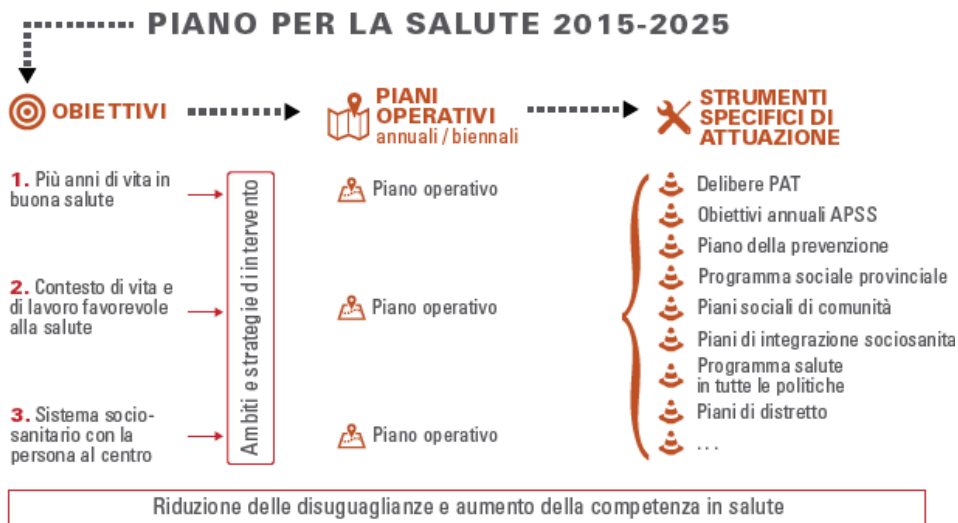 PIANO PER LA SALUTE 2015-2025
OBIETTIVI
PIANI
OPERATIVI
annuali / biennali
STRUMENTI
SPECIFICI DI
ATTUAZIONE
1. Più anni di vita in
buona salute
2. Contesto di vita e
di lavoro favorevole
alla salute
3. Sistema socio-
sanitario con la
persona al centro
Ambiti e strategie di intervento
Piano operativo
Piano operativo
Piano operativo
Delibere PAT
Obiettivi annuali APSS
Piano della prevenzione
Programma sociale provinciale
Piani sociali di comunità
Piani di integrazione sociosanita
Programma salute
in tutte le politiche
Piani di distretto
...
Riduzione delle disuguaglianze e aumento della competenza in salute